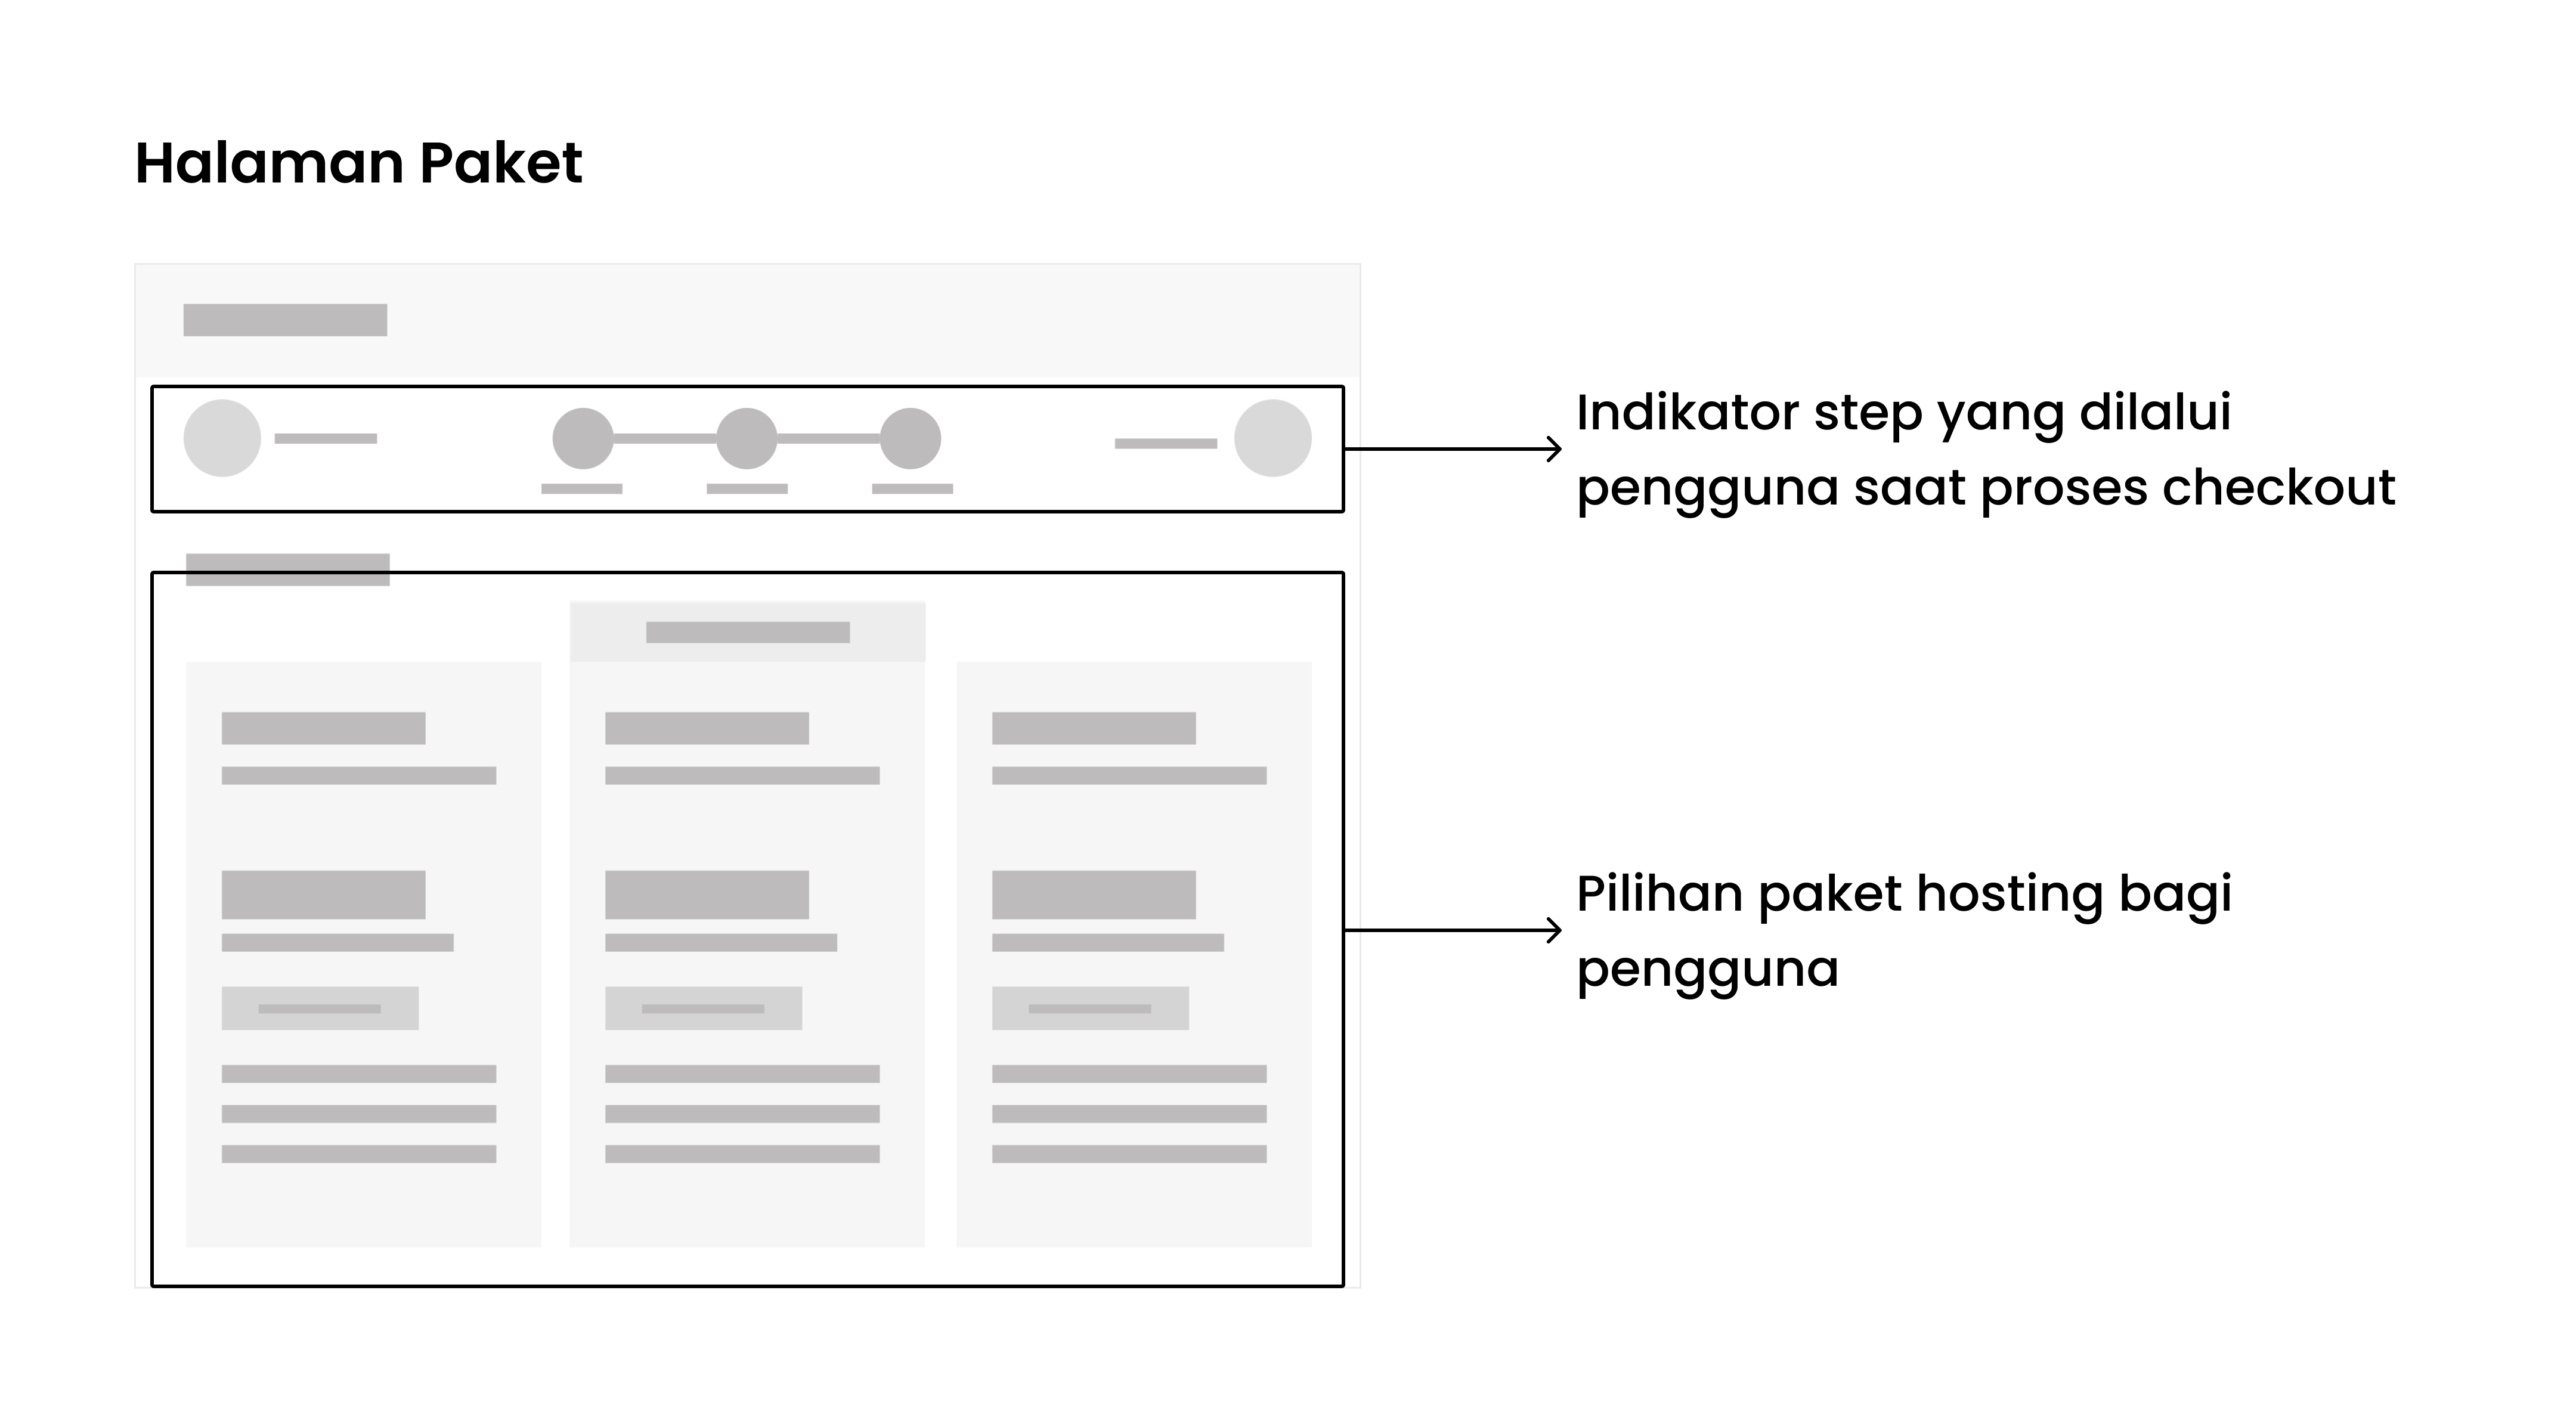 Halaman Paket
Indikator step yang dilalui
pengguna saat proses checkout
Pilihan paket hosting bagi
pengguna